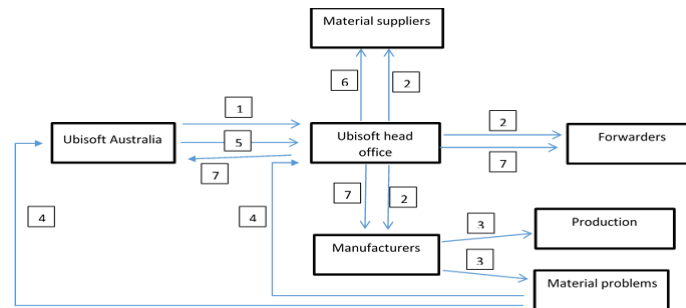 Material suppliers
6
2
1
Ubisoft Australia
5
Ubisoft head
office
2
Forwarders
7
7
7
2
4
4
3
Production
Manufacturers
3
Material problems